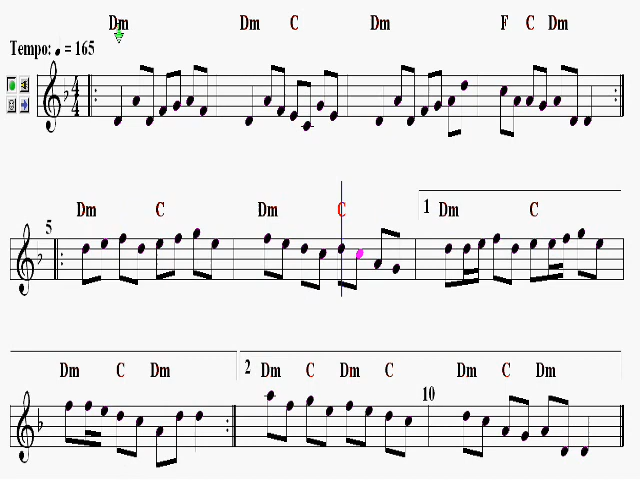 Dm Dm C Dm F C Dm
Tempo: = 165
4
4
Dm C Dm C 1 Dm C
5
Dm C Dm 2 Dm C Dm C Dm C Dm
10